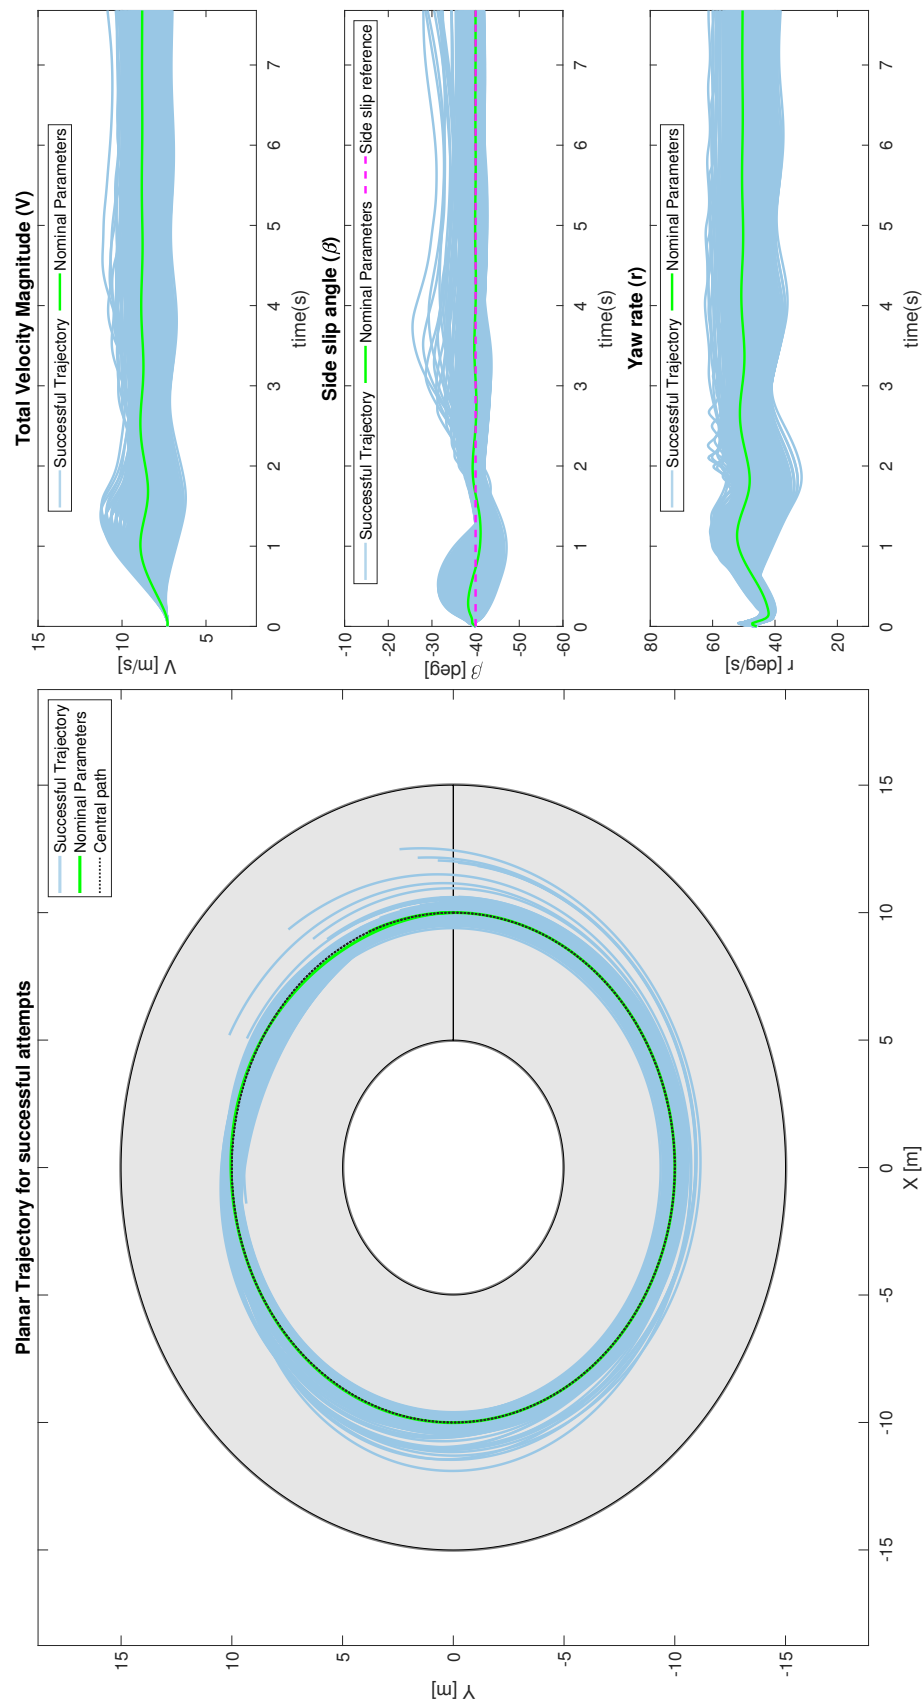 Planar Trajectory for successful attempts
Successful Trajectory
Nominal Parameters
Central path
15
10
5
0
-5
-10
-15
Y [m]
-15
-10
-5
0
5
10
15
X [m]
Total Velocity Magnitude (V)
Successful Trajectory
Nominal Parameters
15
10
5
V [m/s]
0
1
2
3
4
5
6
7
time(s)
Side slip angle (β)
Successful Trajectory
Nominal Parameters
Side slip reference
-10
-20
-30
-40
-50
-60
β [deg]
0
1
2
3
4
5
6
7
time(s)
Yaw rate (r)
Successful Trajectory
Nominal Parameters
80
60
40
20
r [deg/s]
0
1
2
3
4
5
6
7
time(s)